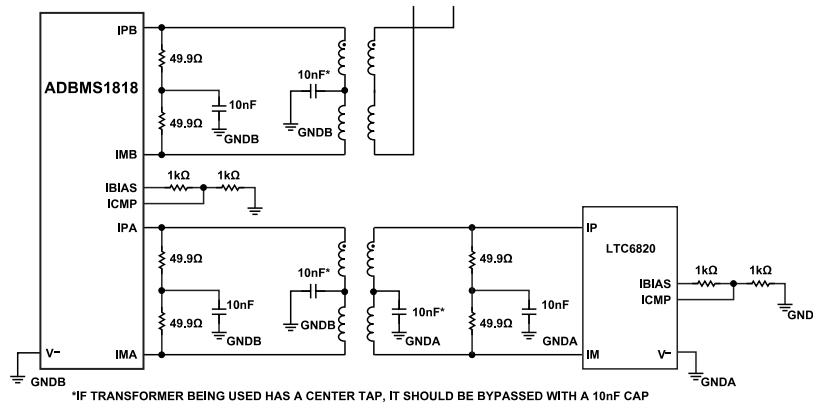 IPB
ADBMS1818
49.9Ω
10nF
GNDB
49.9Ω
10nF*
GNDB
IMB
IBIAS
1kΩ
1kΩ
ICMP
IPA
49.9Ω
10nF
GNDB
49.9Ω
10nF*
GNDB
10nF*
GNDA
49.9Ω
10nF
GNDA
49.9Ω
IMA
V–
GNDB
IP
LTC6820
IBIAS
1kΩ
1kΩ
ICMP
GND
IM
V–
GNDA
*IF TRANSFORMER BEING USED HAS A CENTER TAP, IT SHOULD BE BYPASSED WITH A 10nF CAP